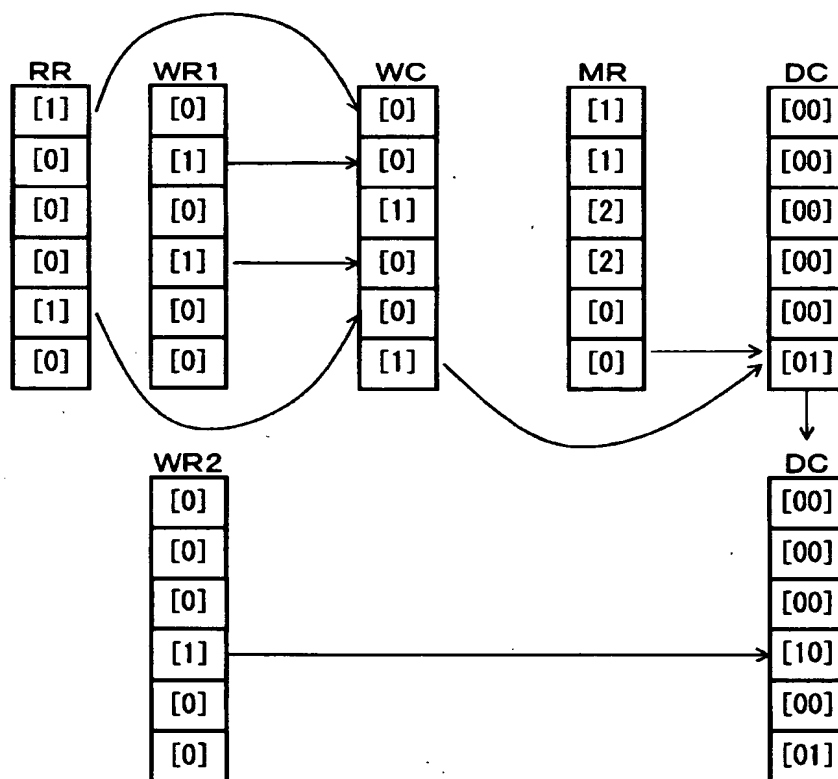 RR WR1 WC MR DC
[1] [0] [0] [1] [00]
[0] [1] [0] [1] [00]
[0] [0] [1] [2] [00]
[0] [1] [0] [2] [00]
[1] [0] [0] [0] [00]
[0] [0] [1] [0] [01]
WR2 DC
[0] [00]
[0] [00]
[0] [00]
[1] [10]
[0] [00]
[0] [01]